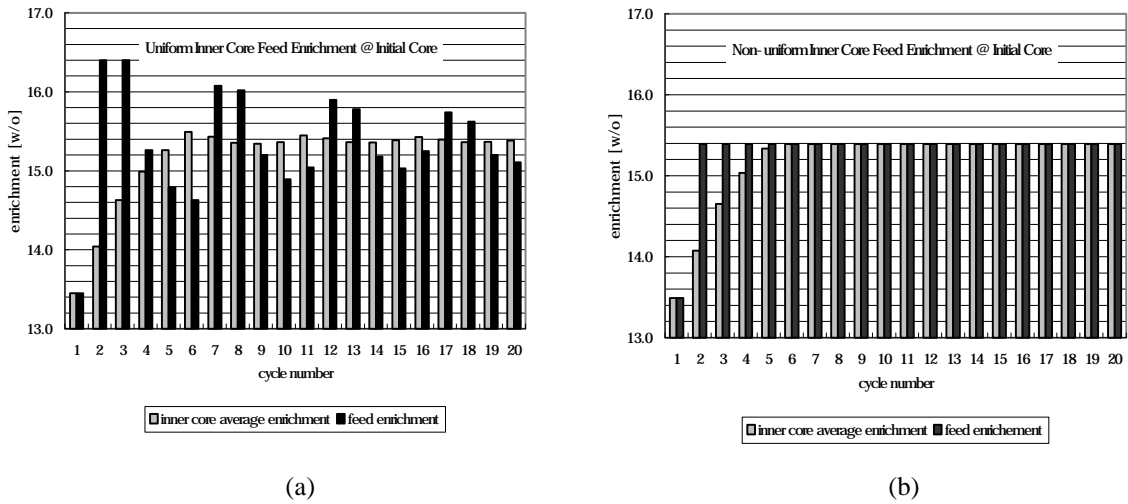 17.0
Uniform Inner Core Feed Enrichment @ Initial Core
16.0
15.0
14.0
13.0
enrichment [w/o]
1 2 3 4 5 6 7 8 9 10 11 12 13 14 15 16 17 18 19 20
cycle number
inner core average enrichment feed enrichment
(a)
17.0
Non-uniform Inner Core Feed Enrichment @ Initial Core
16.0
15.0
14.0
13.0
enrichment [w/o]
1 2 3 4 5 6 7 8 9 10 11 12 13 14 15 16 17 18 19 20
cycle number
inner core average enrichment feed enrichement
(b)